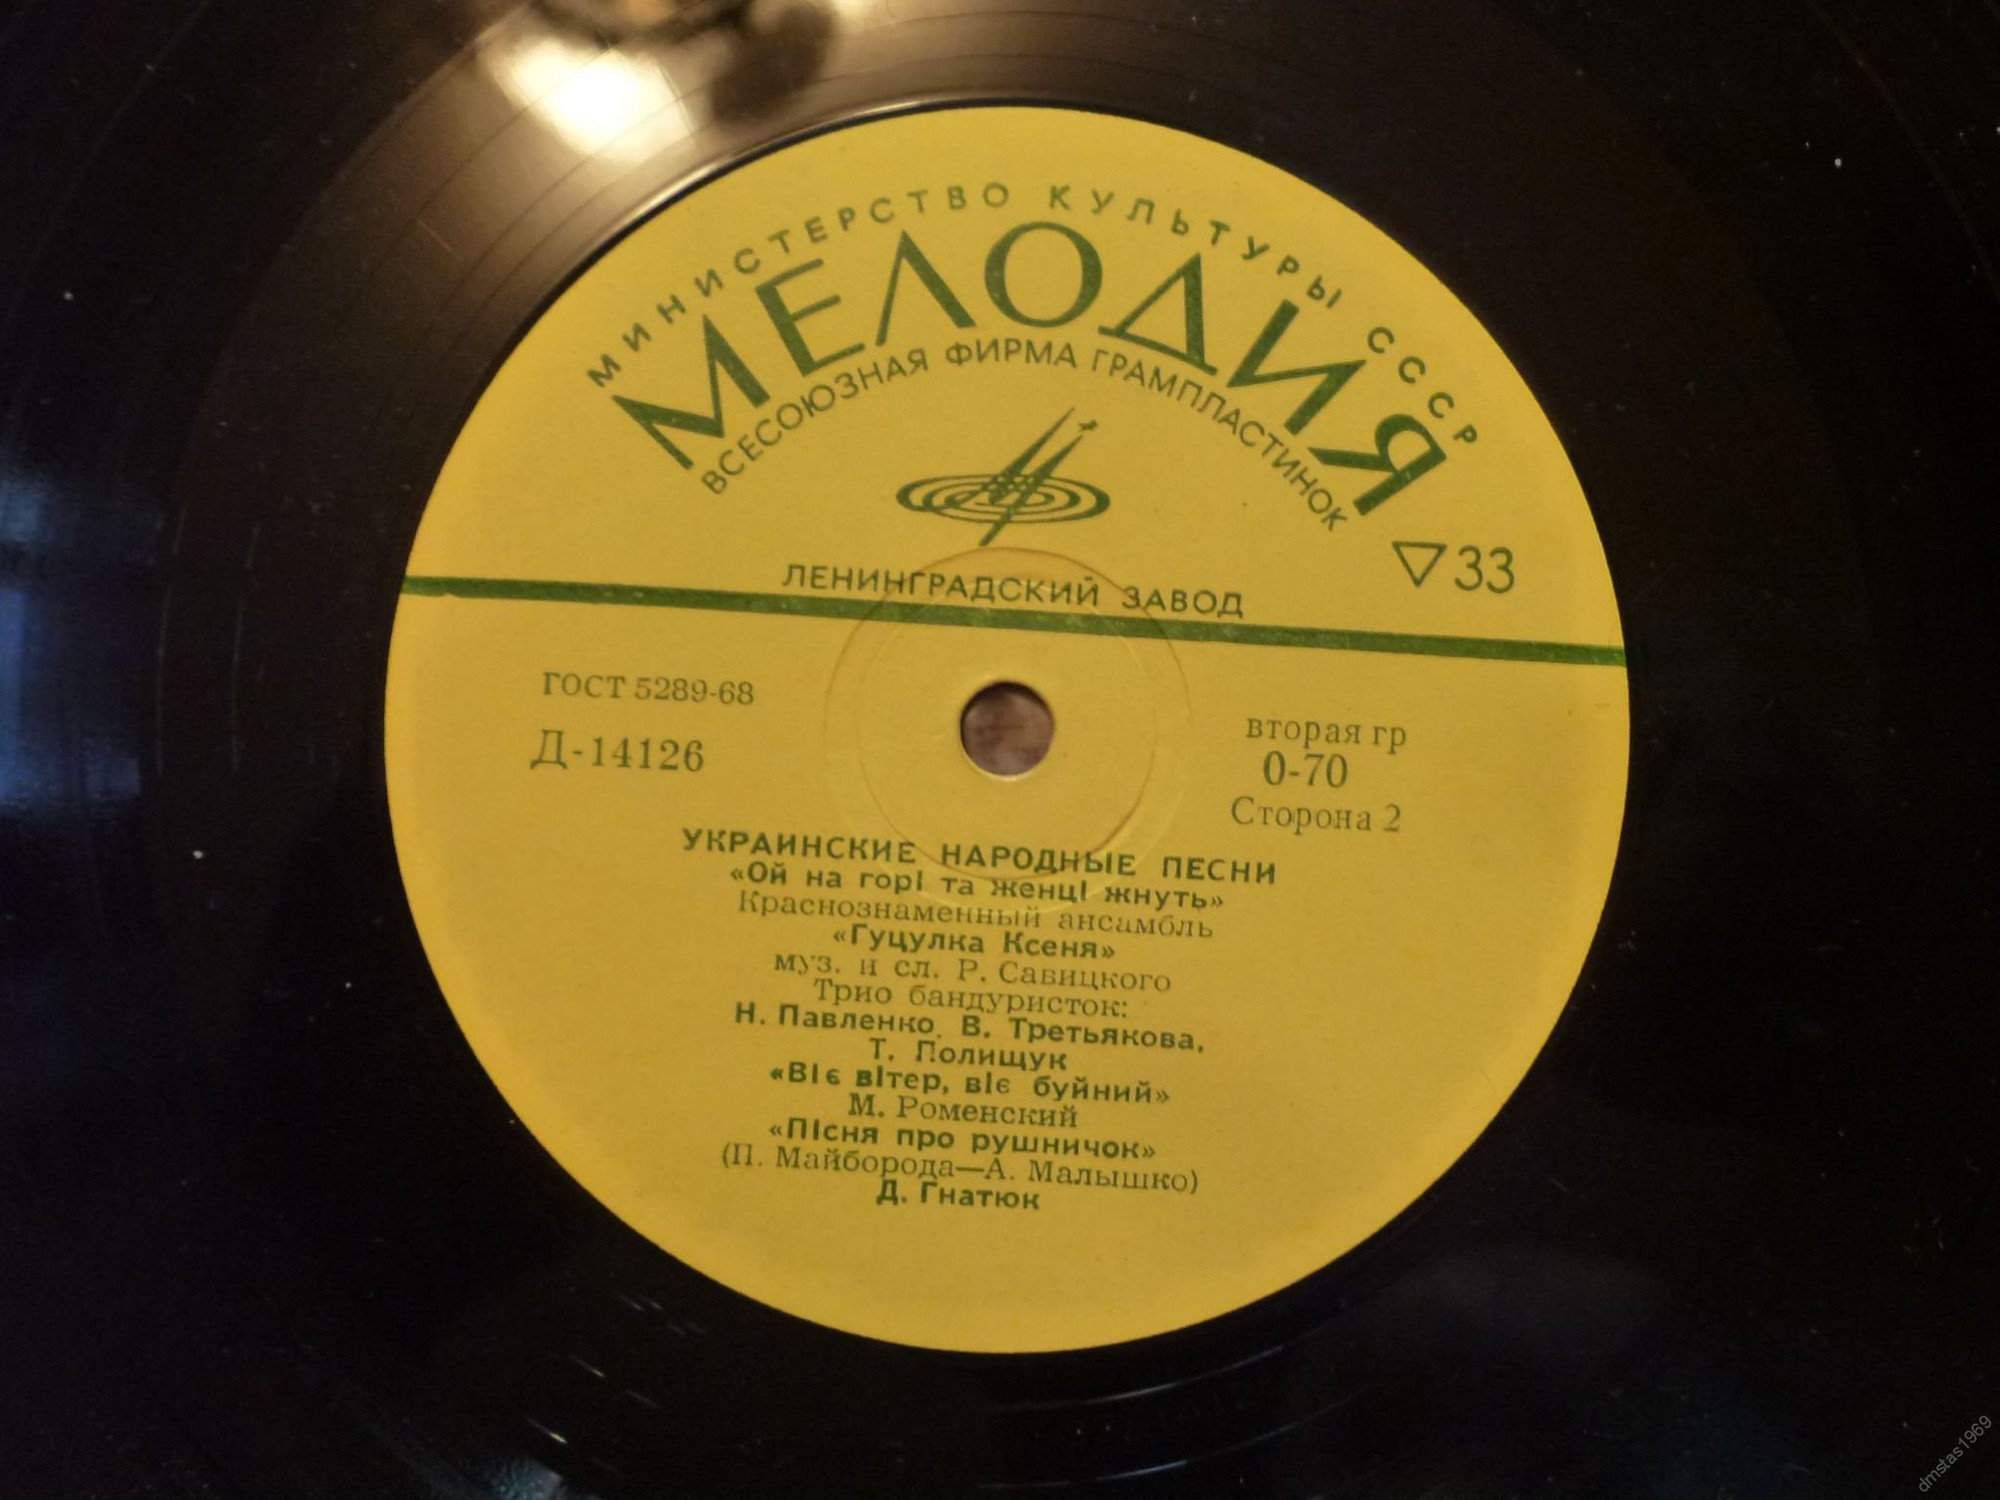 МИНИСТЕРСТВО КУЛЬТУРЫ СССР
МЕЛОДИЯ
ВСЕСОЮЗНАЯ ФИРМА ГРАМПЛАСТИНОК
▽33
ЛЕНИНГРАДСКИЙ ЗАВОД
ГОСТ 5289-68
Д-14126
вторая гр
0-70
Сторона 2
УКРАИНСКИЕ НАРОДНЫЕ ПЕСНИ
«Ой на горі та женці жнуть»
Краснознаменный ансамбль
«Гуцулка Ксеня»
муз. и сл. Р. Савицкого
Трио бандуристок:
Н. Павленко, В. Третьякова,
Т. Полищук
«Віє вітер, віє буйний»
М. Роменский
«Пісня про рушничок»
(П. Майборода—А. Малышко)
Д. Гнатюк
dmstas1969